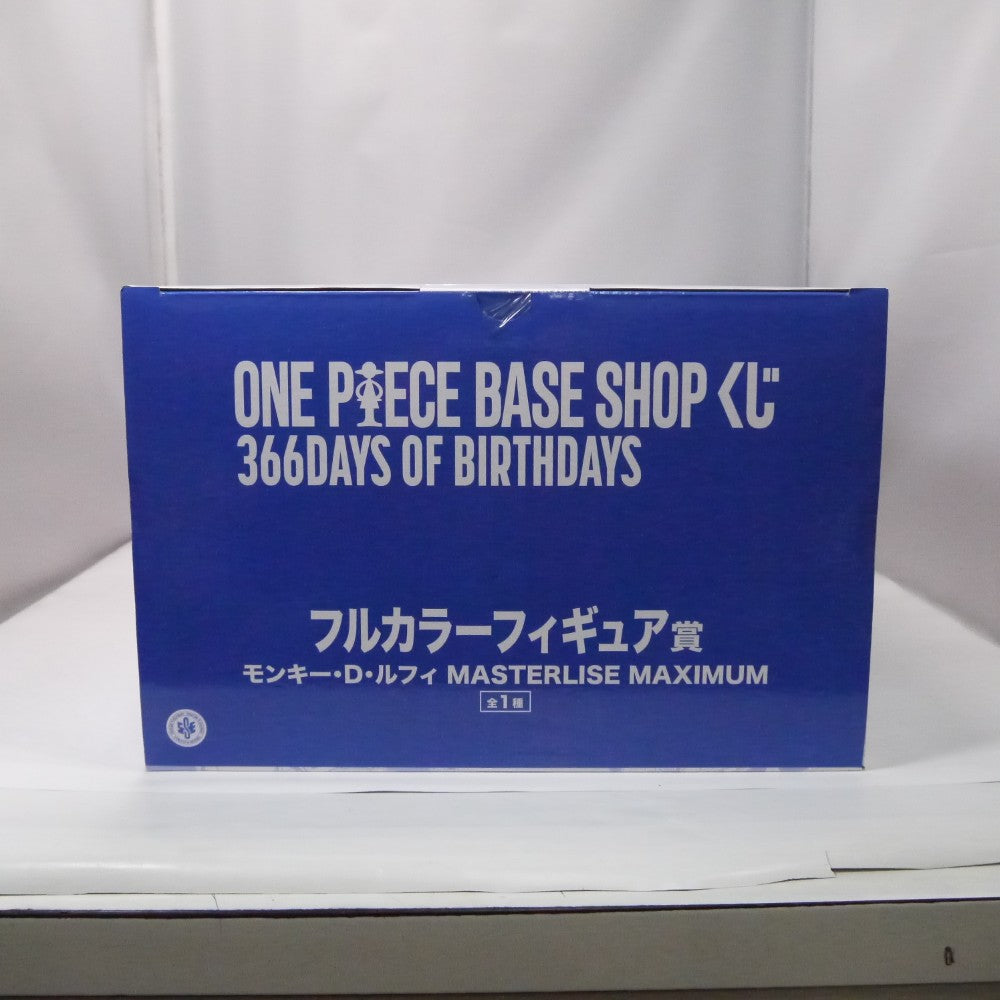 ONE PIECE BASE SHOP くじ
366DAYS OF BIRTHDAYS
フルカラーフィギュア賞
モンキー・D・ルフィ MASTERLISE MAXIMUM
全1種